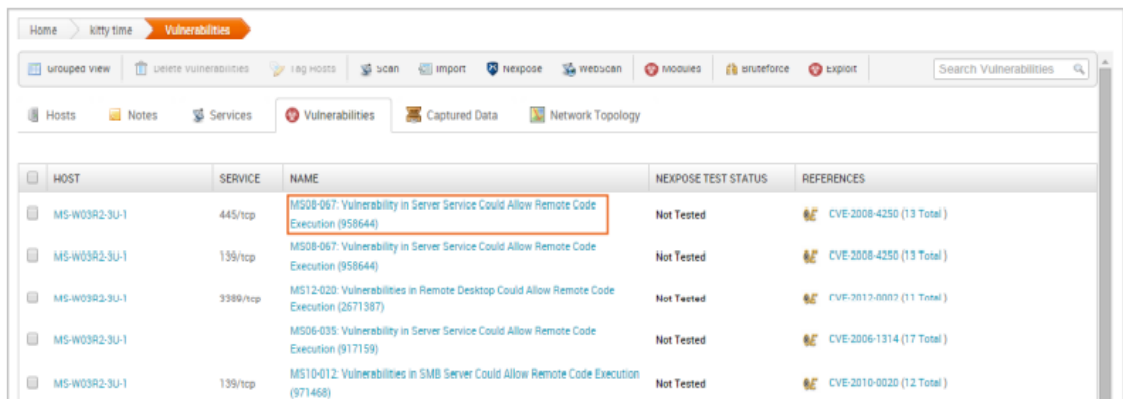 Home kitty time Vulnerabilities
Grouped View Delete Vulnerabilities Tag Hosts Scan Import Nexpose WebScan Modules Bruteforce Exploit Search Vulnerabilities
Hosts Notes Services Vulnerabilities Captured Data Network Topology
HOST SERVICE NAME NEXPOSE TEST STATUS REFERENCES
MS-W03R2-3U-1 445/tcp MS08-067: Vulnerability in Server Service Could Allow Remote Code Not Tested CVE-2008-4250 (13 Total )
Execution (958644)
MS-W03R2-3U-1 139/tcp MS08-067: Vulnerability in Server Service Could Allow Remote Code Not Tested CVE-2008-4250 (13 Total )
Execution (958644)
MS-W03R2-3U-1 3389/tcp MS12-020: Vulnerabilities in Remote Desktop Could Allow Remote Code Not Tested CVE-2012-0002 (11 Total )
Execution (2671387)
MS-W03R2-3U-1 MS06-035: Vulnerability in Server Service Could Allow Remote Code Not Tested CVE-2006-1314 (17 Total )
Execution (917159)
MS-W03R2-3U-1 139/tcp MS10-012: Vulnerabilities in SMB Server Could Allow Remote Code Execution Not Tested CVE-2010-0020 (12 Total )
(971468)